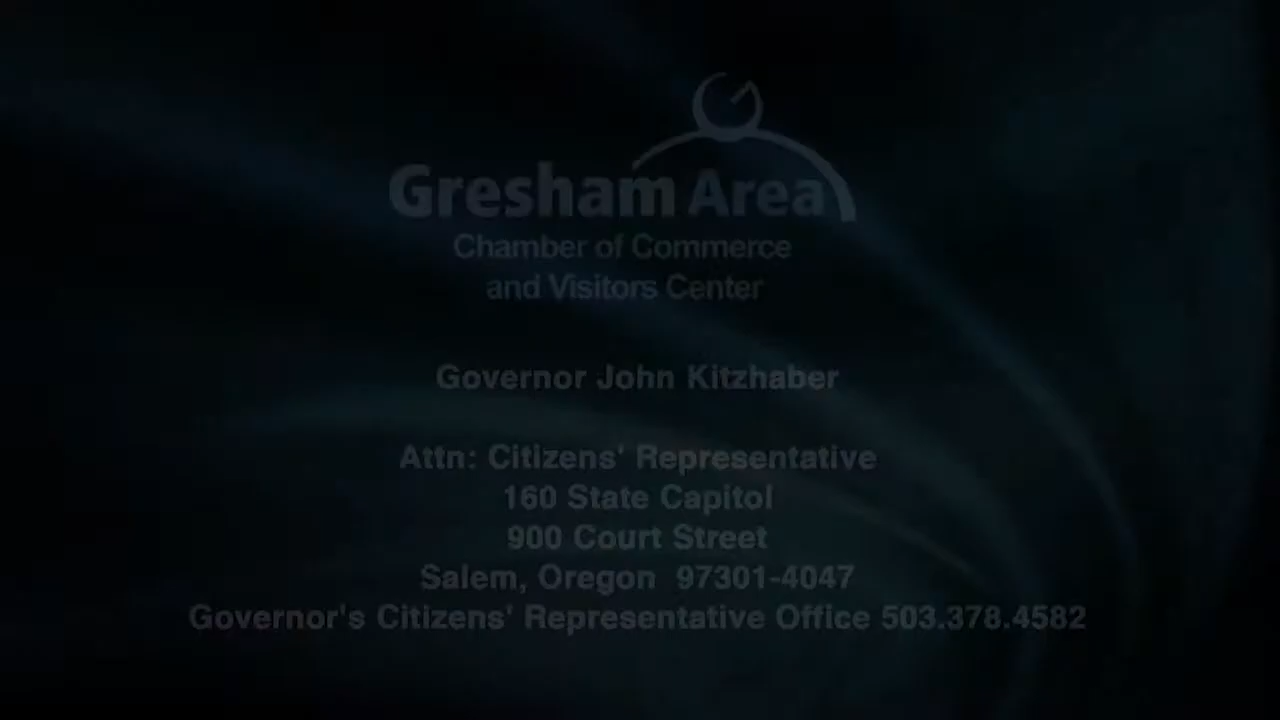 Gresham Area
Chamber of Commerce
and Visitors Center
Governor John Kitzhaber
Attn: Citizens' Representative
160 State Capitol
900 Court Street
Salem, Oregon  97301-4047
Governor's Citizens' Representative Office 503.378.4582